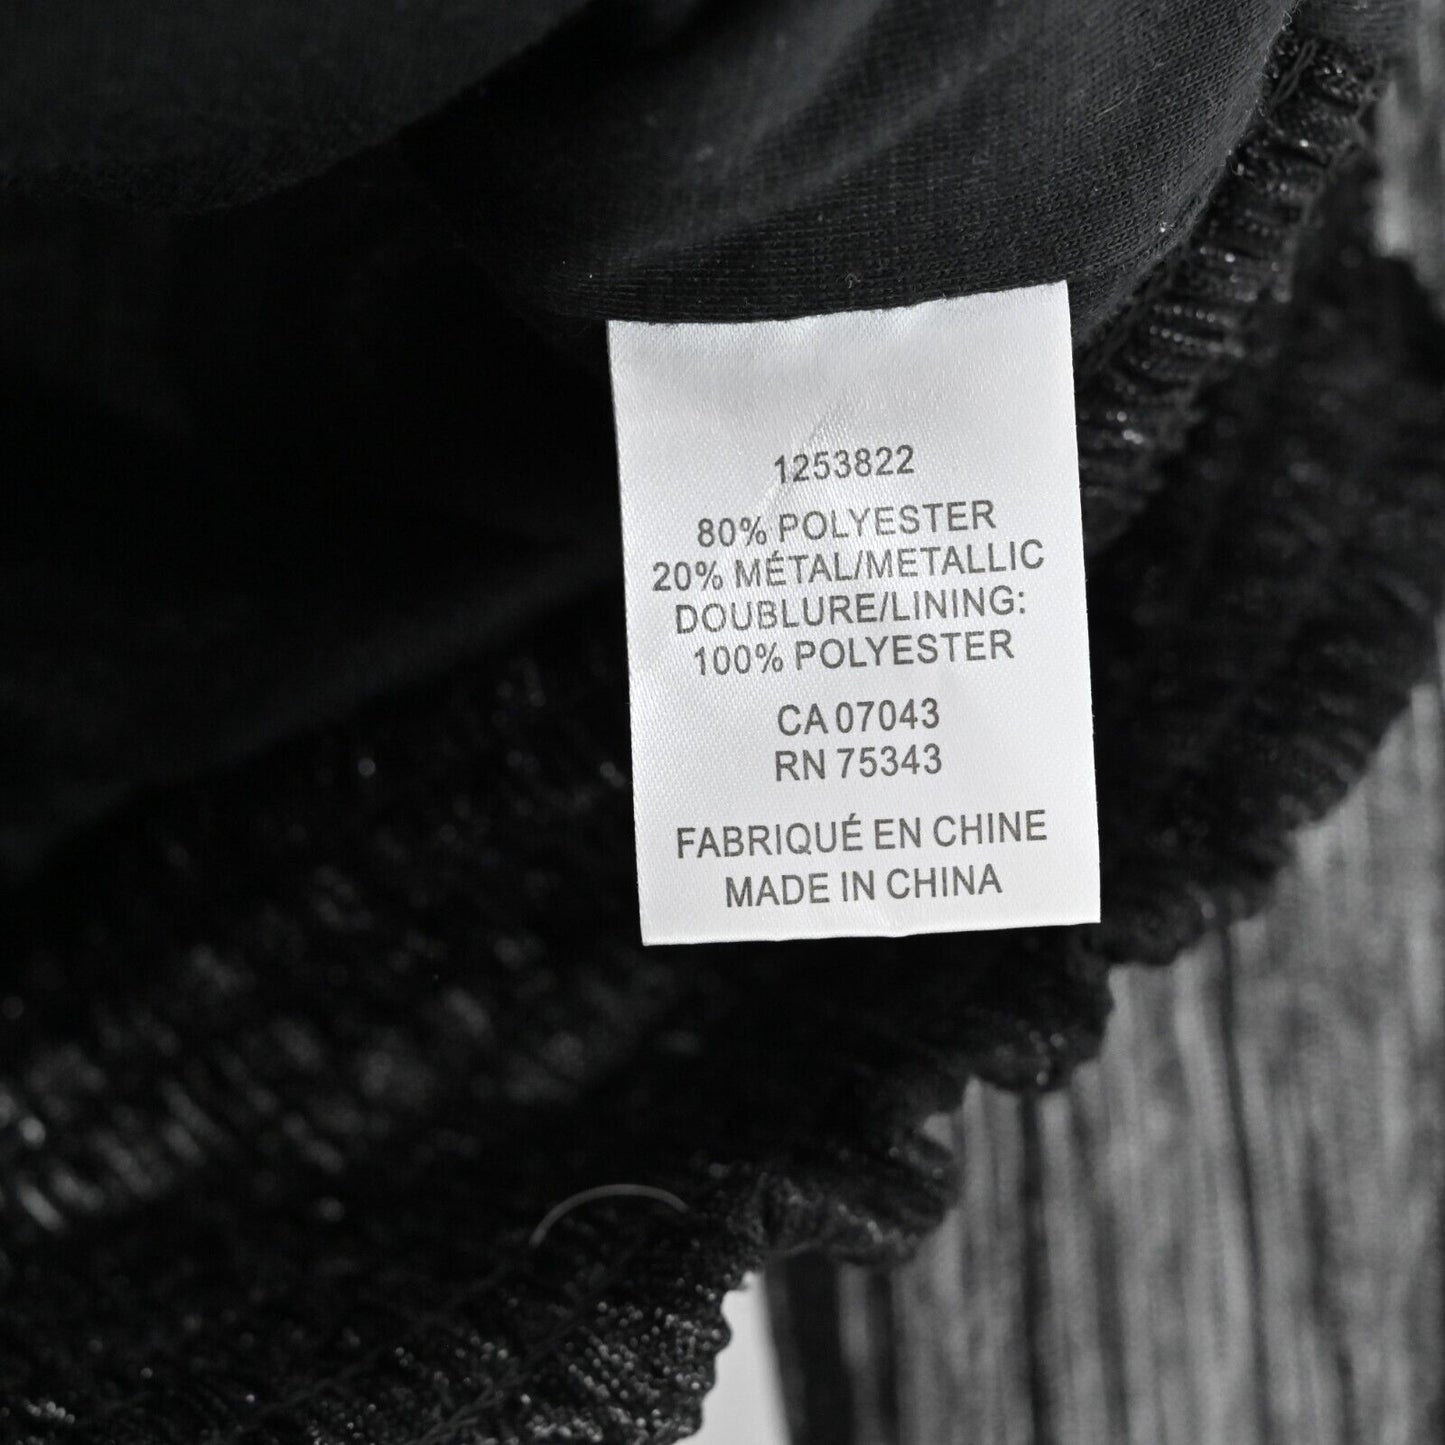 1253822
80% POLYESTER
20% MÉTAL/METALLIC
DOUBLURE/LINING:
100% POLYESTER
CA 07043
RN 75343
FABRIQUÉ EN CHINE
MADE IN CHINA